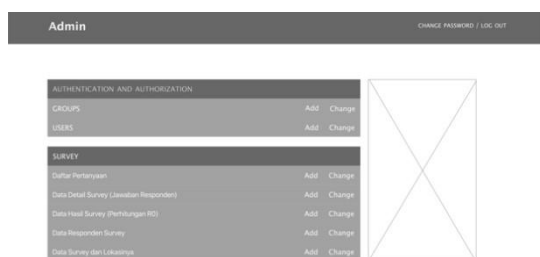 Admin
CHANGE PASSWORD / LOG OUT
AUTHENTICATION AND AUTHORIZATION
GROUPS Add Change
USERS Add Change
SURVEY
Daftar Pertanyaan Add Change
Data Detail Survey (Jawaban Responden) Add Change
Data Hasil Survey (Perhitungan RD) Add Change
Data Responden Survey Add Change
Data Survey dan Lokasinya Add Change